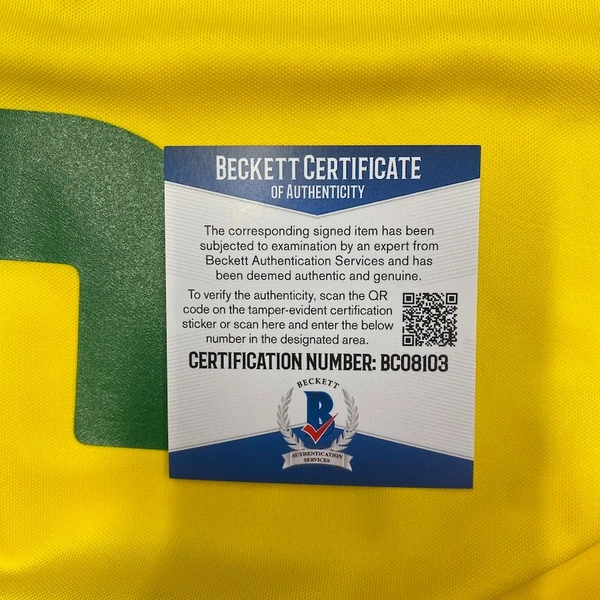 BECKETT CERTIFICATE
OF AUTHENTICITY
The corresponding signed item has been
subjected to examination by an expert from
Beckett Authentication Services and has
been deemed authentic and genuine.
To verify the authenticity, scan the QR
code on the tamper-evident certification
sticker or scan here and enter the below
number in the designated area.
CERTIFICATION NUMBER: BC08103
BECKETT
B
AUTHENTICATION
SERVICES